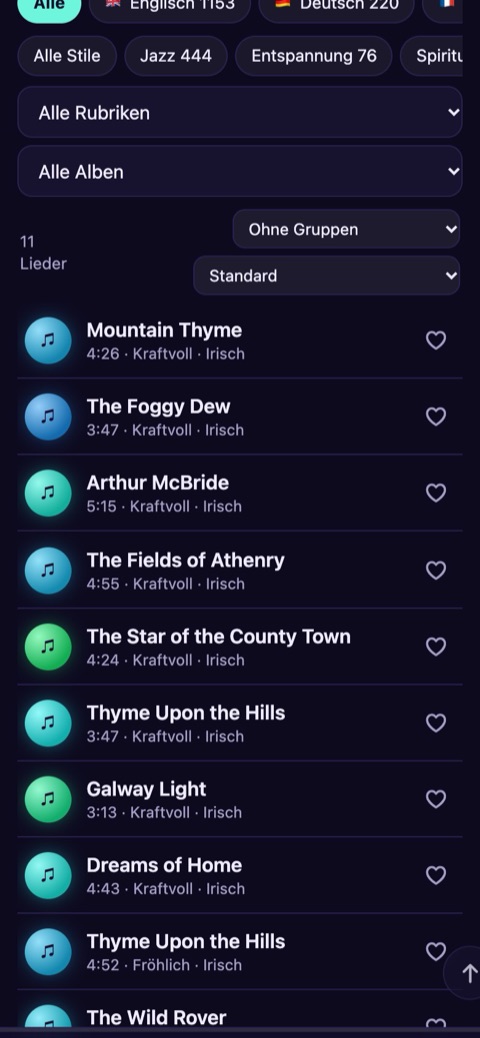 Alle
Englisch 1153
Deutsch 220
Alle Stile
Jazz 444
Entspannung 76
Alle Rubriken
Alle Alben
Ohne Gruppen
11
Lieder
Standard
Mountain Thyme
4:26 · Kraftvoll · Irisch
The Foggy Dew
3:47 · Kraftvoll · Irisch
Arthur McBride
5:15 · Kraftvoll · Irisch
The Fields of Athenry
4:55 · Kraftvoll · Irisch
The Star of the County Town
4:24 · Kraftvoll · Irisch
Thyme Upon the Hills
3:47 · Kraftvoll · Irisch
Galway Light
3:13 · Kraftvoll · Irisch
Dreams of Home
4:43 · Kraftvoll · Irisch
Thyme Upon the Hills
4:52 · Fröhlich · Irisch
The Wild Rover